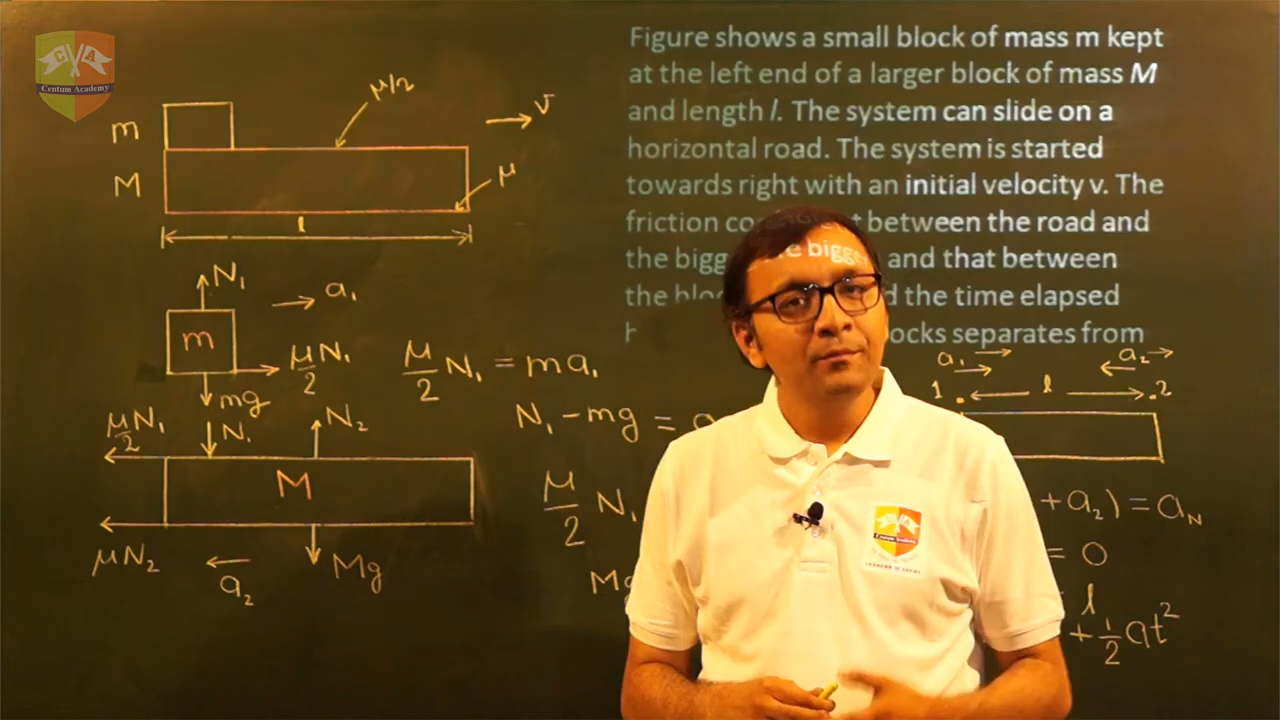 C A
Centum Academy
Figure shows a small block of mass m kept
at the left end of a larger block of mass M
and length l. The system can slide on a
horizontal road. The system is started
towards right with an initial velocity v. The
friction between the road and
the and that between
the the time elapsed
separates from
μ/2
v
m
M
μ
l
N₁
a₁
m
μ/2 N₁
mg
μ/2 N₁ = ma₁
N₁ - mg =
μ/2 N₁
N₁
N₂
M
μN₂
a₂
Mg
μ/2 N₁
a₁
a₂
1
l
2
+ a₂) = aN
= 0
l
+ 1/2 at²
Centum Academy